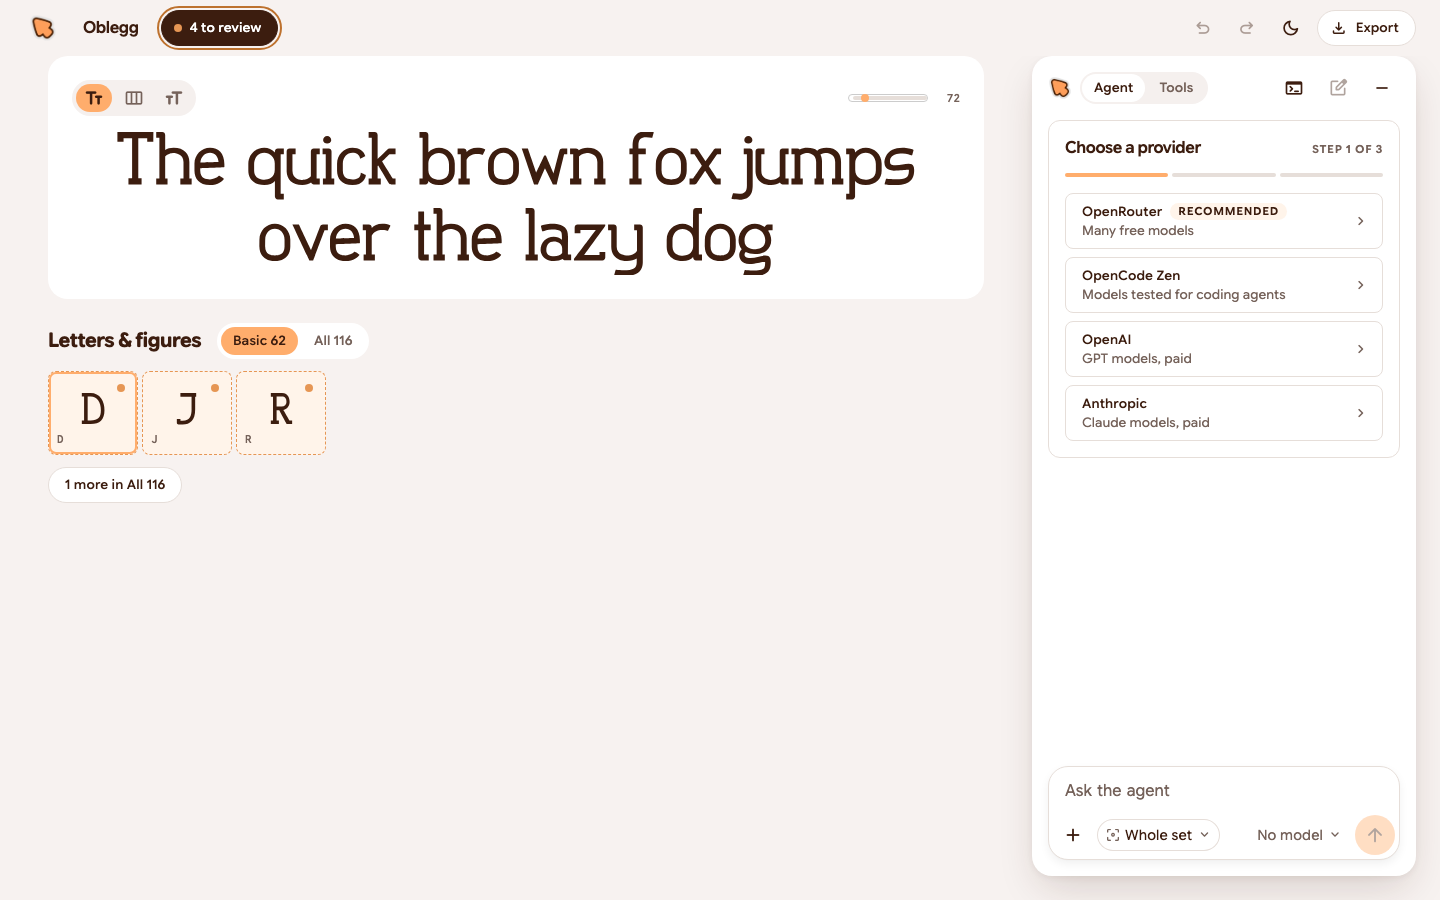 Oblegg
4 to review
Export
Tт
тT
72
The quick brown fox jumps
over the lazy dog
Letters & figures
Basic 62
All 116
D
D
J
J
R
R
1 more in All 116
Agent
Tools
Choose a provider
STEP 1 OF 3
OpenRouter RECOMMENDED
Many free models
OpenCode Zen
Models tested for coding agents
OpenAI
GPT models, paid
Anthropic
Claude models, paid
Ask the agent
Whole set
No model